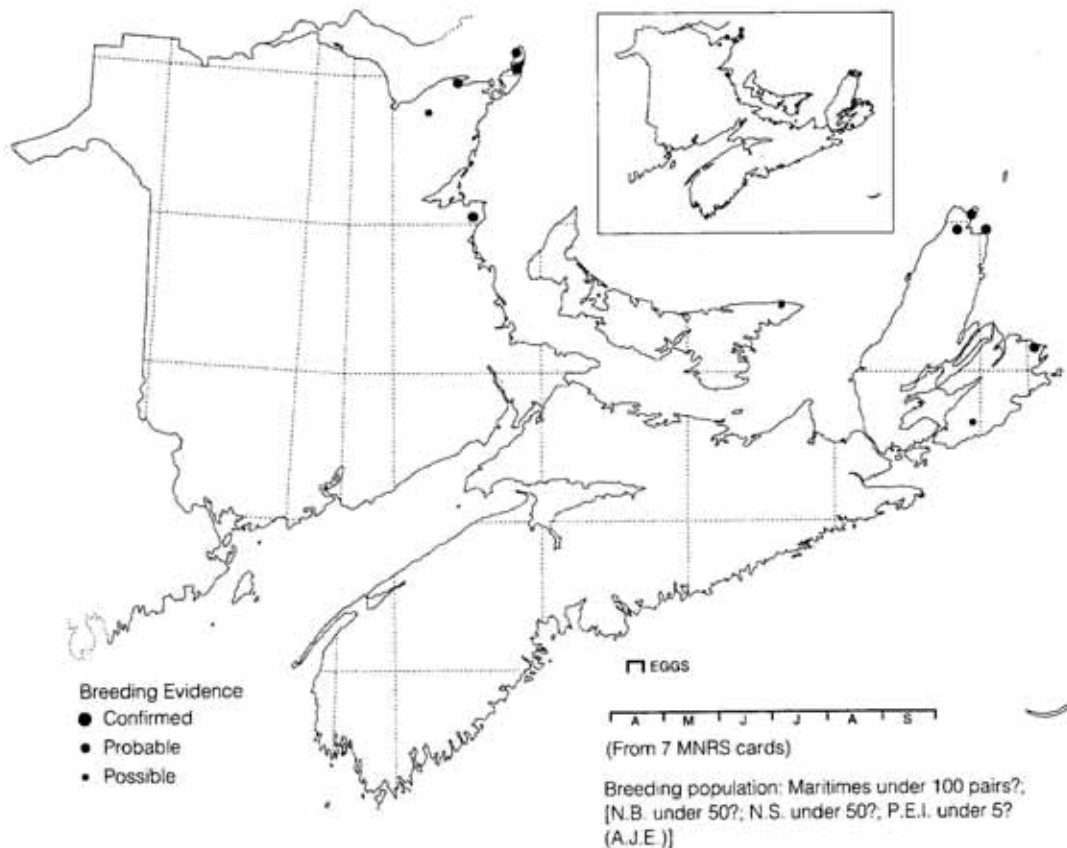 EGGS
A M J J A S
(From 7 MNRS cards)
Breeding population: Maritimes under 100 pairs?;
[N.B. under 50?; N.S. under 50?; P.E.I. under 5?
(A.J.E.)]
Breeding Evidence
Confirmed
Probable
Possible